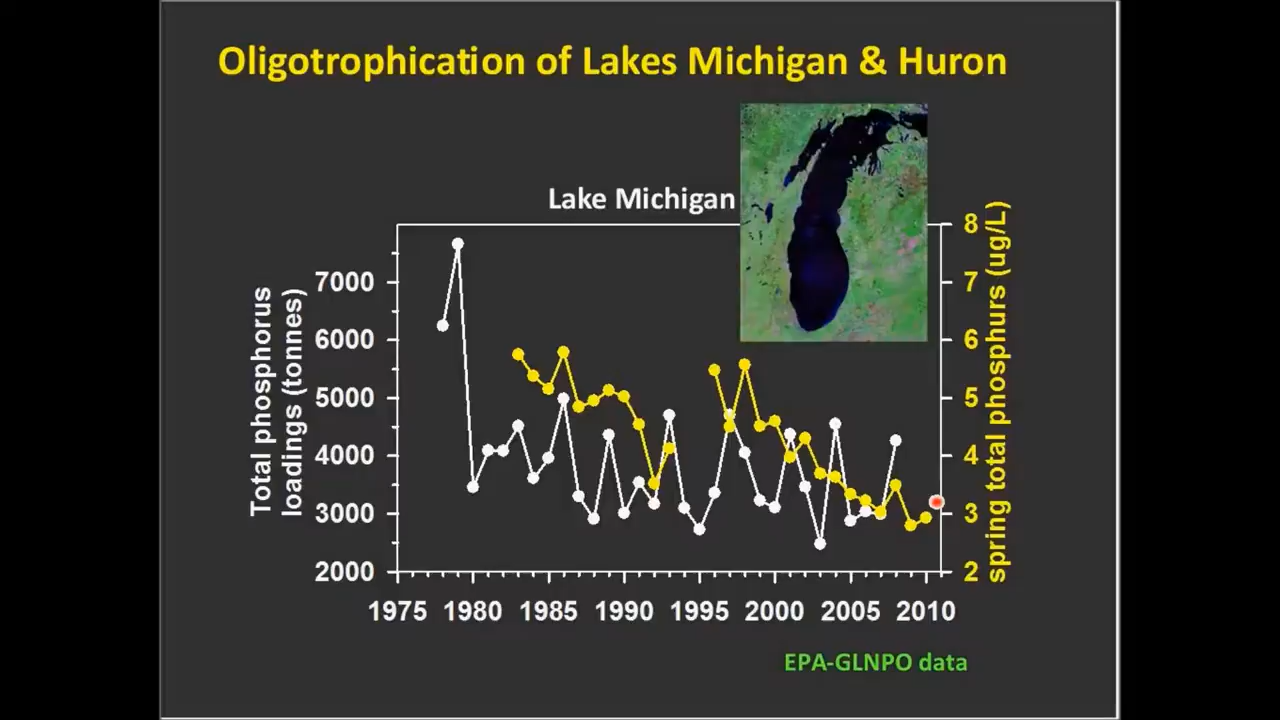 Oligotrophication of Lakes Michigan & Huron
Lake Michigan
Total phosphorus
loadings (tonnes)
7000
6000
5000
4000
3000
2000
8
7
6
5
4
3
2
spring total phosphurs (ug/L)
1975 1980 1985 1990 1995 2000 2005 2010
EPA-GLNPO data